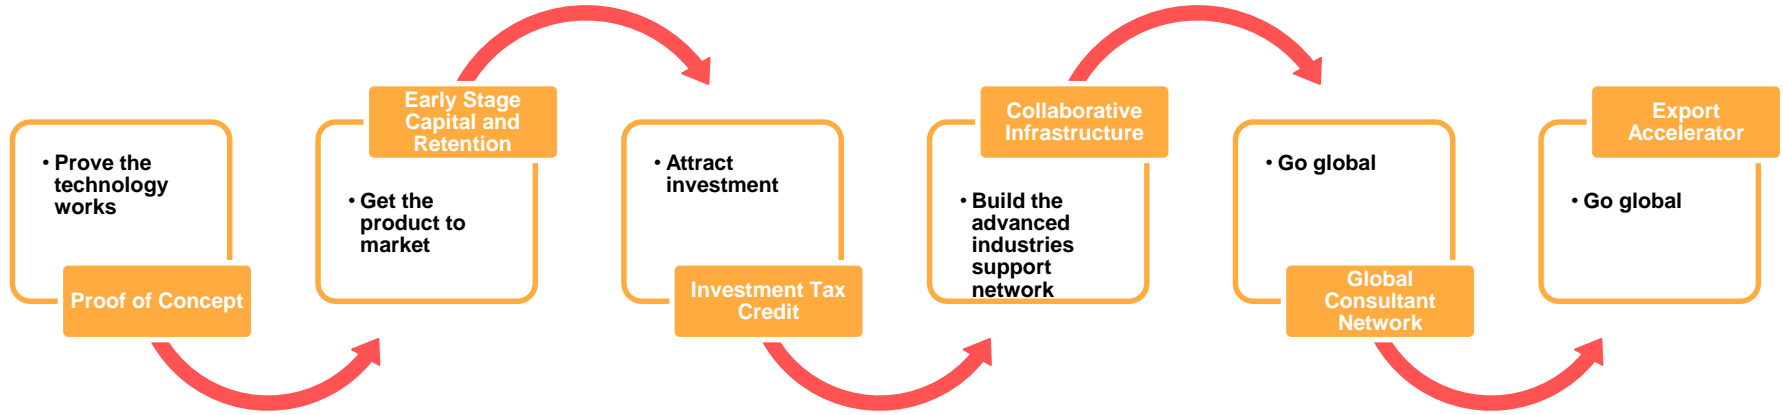 • Prove the
technology
works
Proof of Concept
Early Stage
Capital and
Retention
• Get the
product to
market
• Attract
investment
Investment Tax
Credit
Collaborative
Infrastructure
• Build the
advanced
industries
support
network
• Go global
Global
Consultant
Network
Export
Accelerator
• Go global